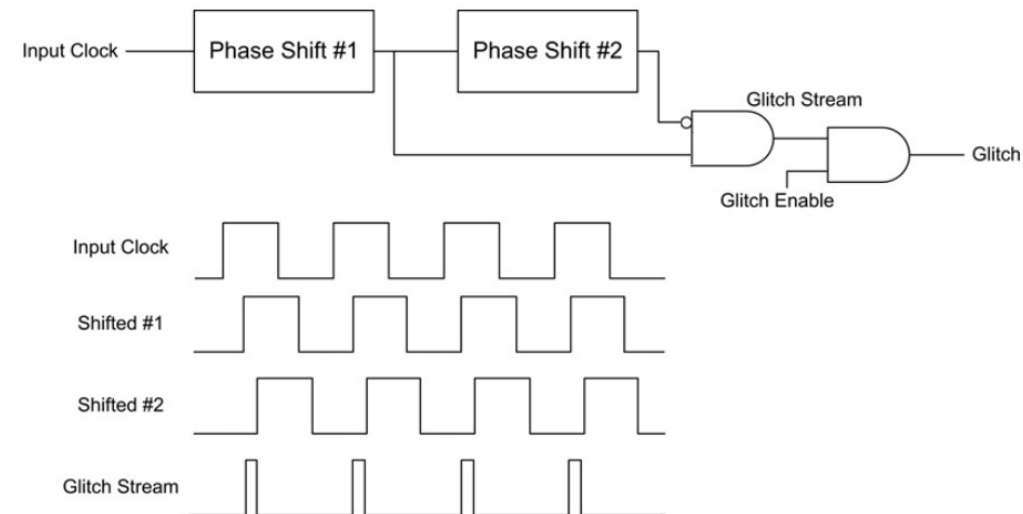 Input Clock
Phase Shift #1
Phase Shift #2
Glitch Stream
Glitch
Glitch Enable
Input Clock
Shifted #1
Shifted #2
Glitch Stream